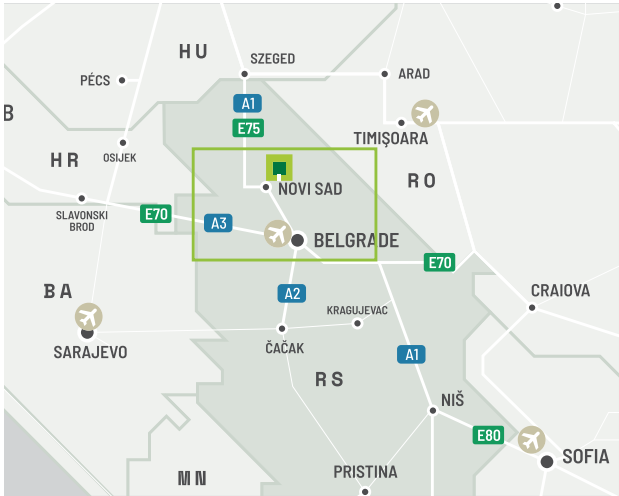 HU
SZEGED
PÉCS
ARAD
A1
B
E75
TIMIȘOARA
OSIJEK
HR
RO
NOVI SAD
SLAVONSKI
BROD
E70
A3
BELGRADE
E70
BA
A2
CRAIOVA
KRAGUJEVAC
SARAJEVO
ČAČAK
A1
RS
NIŠ
E80
SOFIA
MN
PRISTINA